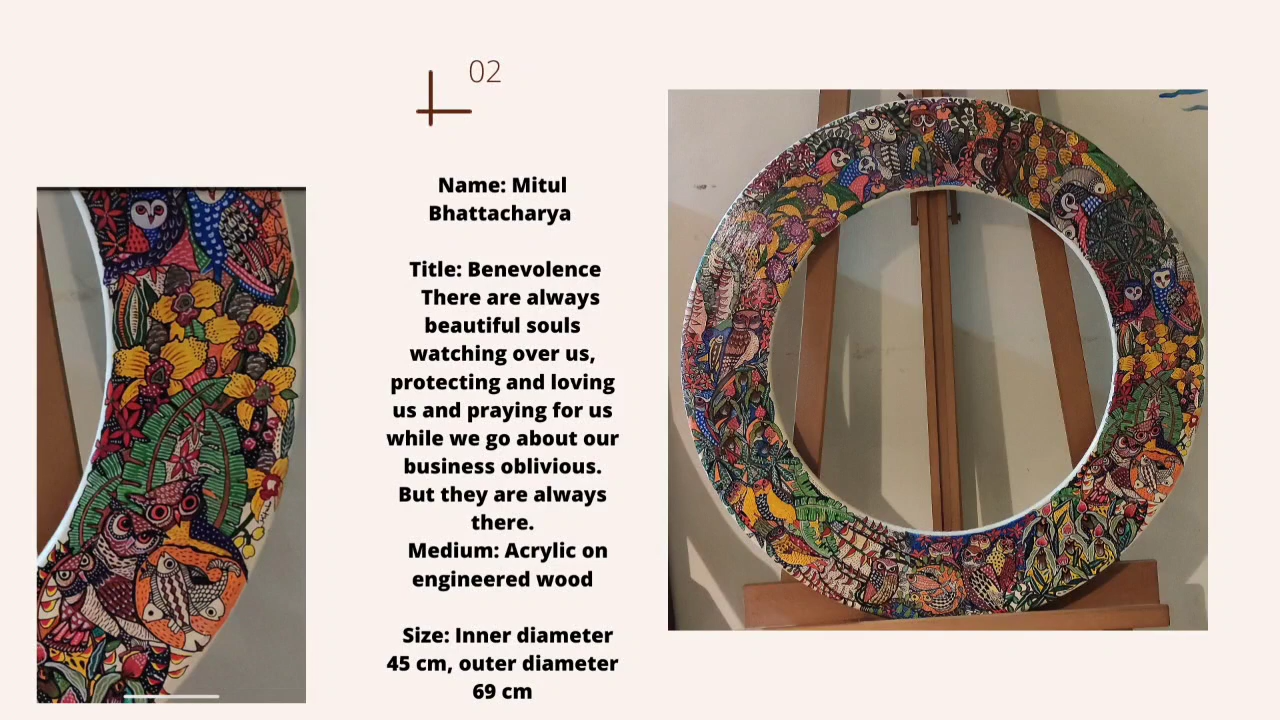 02
Name: Mitul
Bhattacharya
Title: Benevolence
There are always
beautiful souls
watching over us,
protecting and loving
us and praying for us
while we go about our
business oblivious.
But they are always
there.
Medium: Acrylic on
engineered wood
Size: Inner diameter
45 cm, outer diameter
69 cm